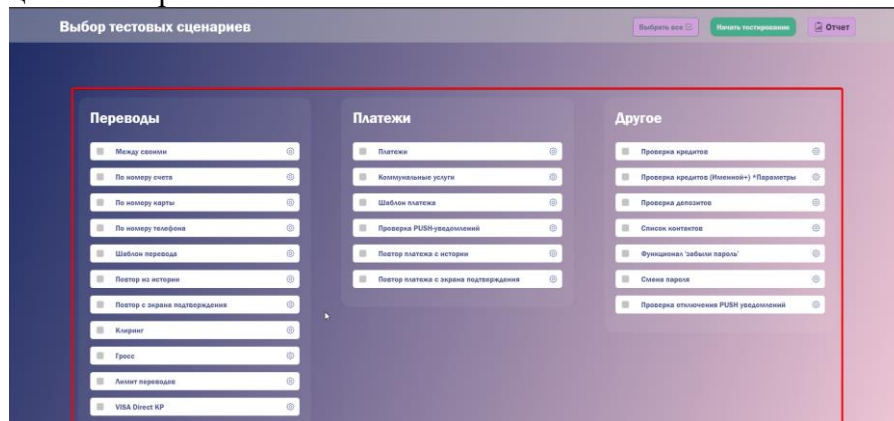 Выбор тестовых сценариев
Выбрать все
Начать тестирование
Отчет
Переводы
Между своими
По номеру счета
По номеру карты
По номеру телефона
Шаблон перевода
Повтор из истории
Повтор с экрана подтверждения
Клиринг
Гросс
Лимит переводов
VISA Direct КР
Платежи
Платежи
Коммунальные услуги
Шаблон платежа
Проверка PUSH-уведомлений
Повтор платежа с истории
Повтор платежа с экрана подтверждения
Другое
Проверка кредитов
Проверка кредитов (Именной+) *Параметры
Проверка депозитов
Список контактов
Функционал 'забыли пароль'
Смена пароля
Проверка отключения PUSH уведомлений